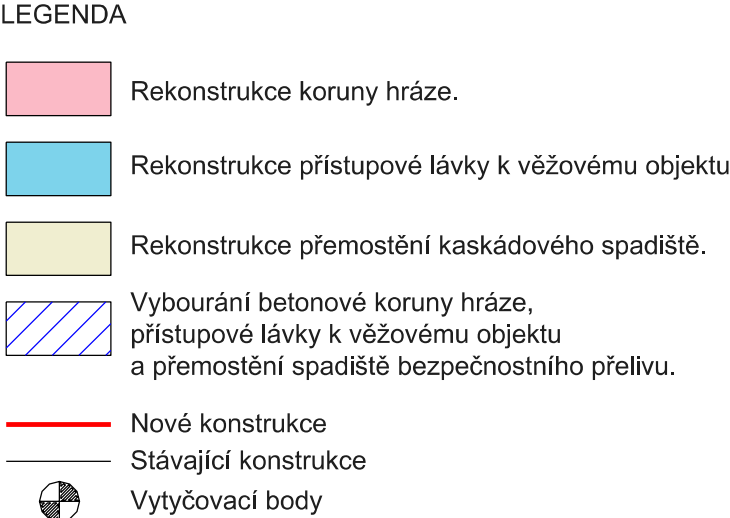 LEGENDA
Rekonstrukce koruny hráze.
Rekonstrukce přístupové lávky k věžovému objektu
Rekonstrukce přemostění kaskádového spadiště.
Vybourání betonové koruny hráze,
přístupové lávky k věžovému objektu
a přemostění spadiště bezpečnostního přelivu.
Nové konstrukce
Stávající konstrukce
Vytyčovací body